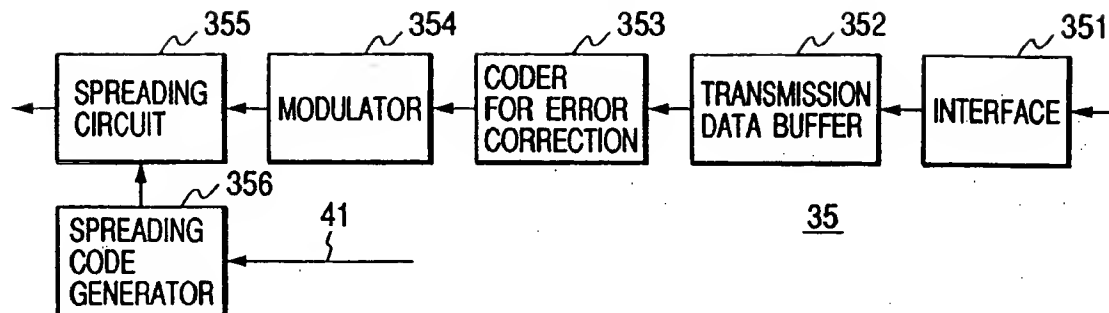 355
354
353
352
351
SPREADING
CIRCUIT
MODULATOR
CODER
FOR ERROR
CORRECTION
TRANSMISSION
DATA BUFFER
INTERFACE
356
SPREADING
CODE
GENERATOR
41
35